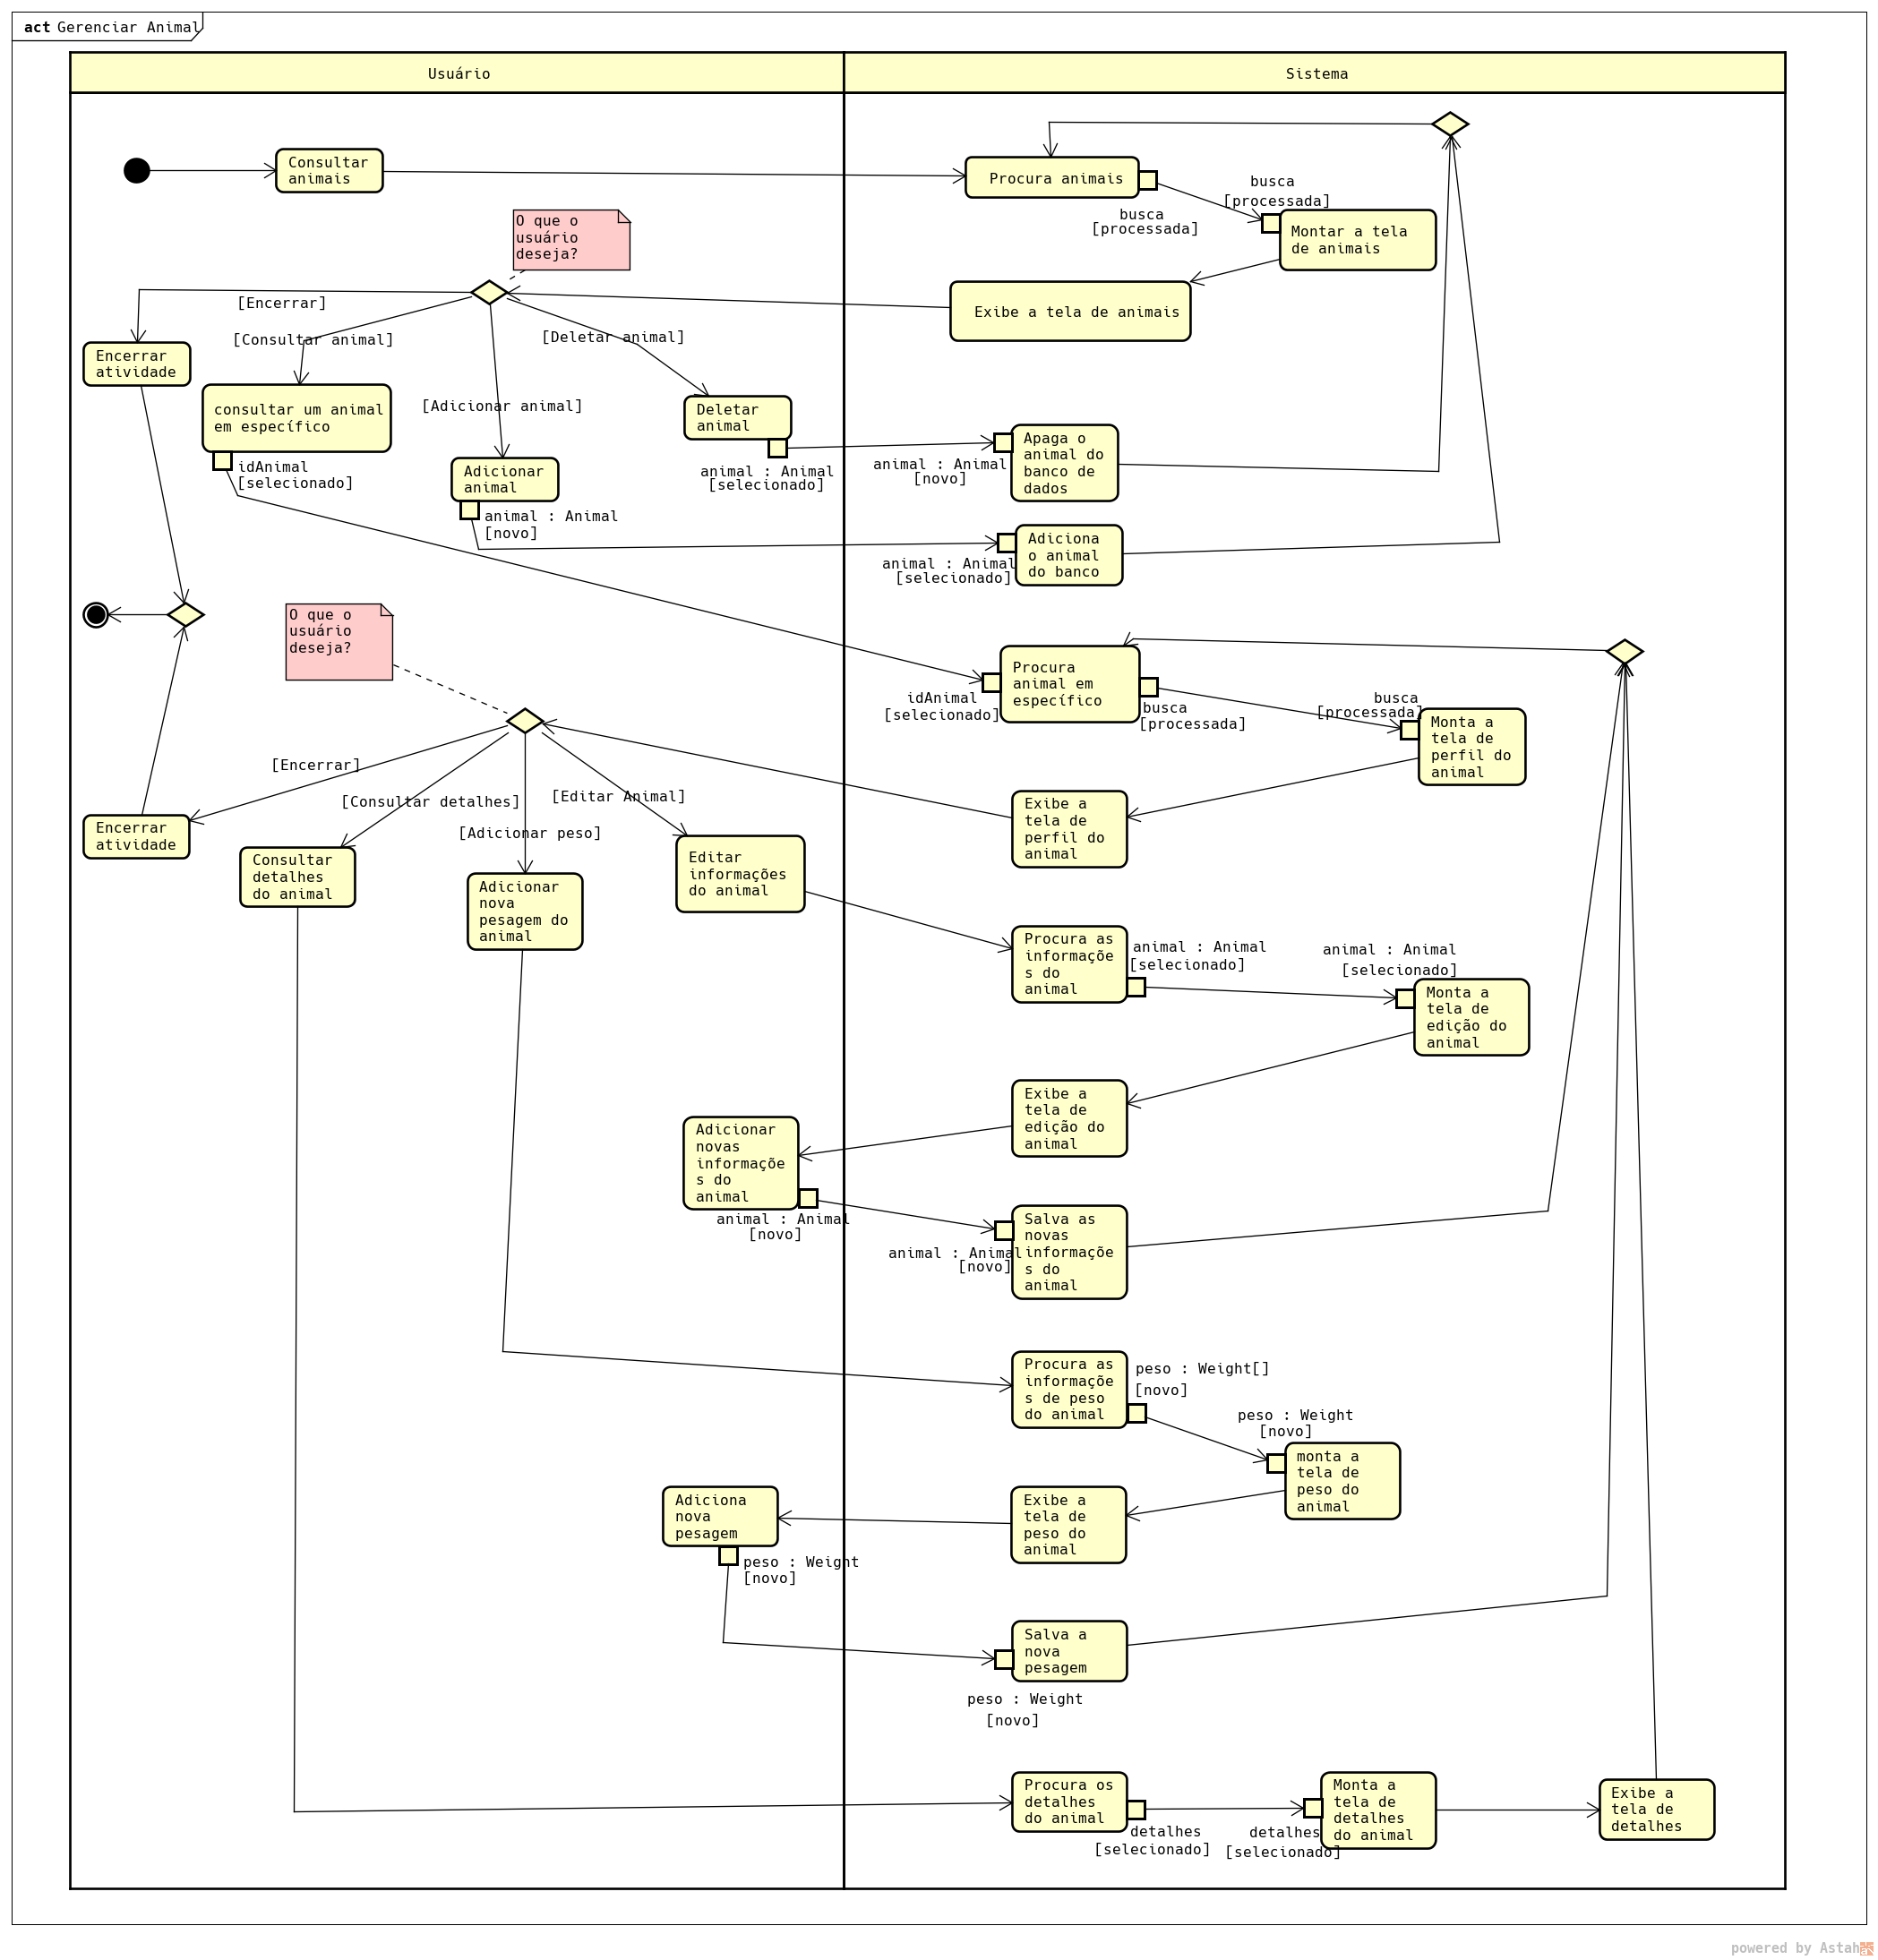 act Gerenciar Animal
Usuário
Sistema
Consultar
animais
Procura animais
busca
[processada]
busca
[processada]
Montar a tela
de animais
O que o
usuário
deseja?
Exibe a tela de animais
[Encerrar]
[Consultar animal]
[Deletar animal]
[Adicionar animal]
Encerrar
atividade
consultar um animal
em específico
idAnimal
[selecionado]
Adicionar
animal
animal : Animal
[novo]
Deletar
animal
animal : Animal
[selecionado]
animal : Animal
[novo]
Apaga o
animal do
banco de
dados
animal : Animal
[selecionado]
Adiciona
o animal
do banco
O que o
usuário
deseja?
idAnimal
[selecionado]
Procura
animal em
específico
busca
[processada]
busca
[processada]
Monta a
tela de
perfil do
animal
[Encerrar]
[Consultar detalhes]
[Adicionar peso]
[Editar Animal]
Exibe a
tela de
perfil do
animal
Encerrar
atividade
Consultar
detalhes
do animal
Adicionar
nova
pesagem do
animal
Editar
informações
do animal
Procura as
informaçõe
s do
animal
animal : Animal
[selecionado]
animal : Animal
[selecionado]
Monta a
tela de
edição do
animal
Exibe a
tela de
edição do
animal
Adicionar
novas
informaçõe
s do
animal
animal : Animal
[novo]
animal : Animal
[novo]
Salva as
novas
informaçõe
s do
animal
Procura as
informaçõe
s de peso
do animal
peso : Weight[]
[novo]
peso : Weight
[novo]
monta a
tela de
peso do
animal
Exibe a
tela de
peso do
animal
Adiciona
nova
pesagem
peso : Weight
[novo]
Salva a
nova
pesagem
peso : Weight
[novo]
Procura os
detalhes
do animal
detalhes
[selecionado]
detalhes
[selecionado]
Monta a
tela de
detalhes
do animal
Exibe a
tela de
detalhes
powered by Astah